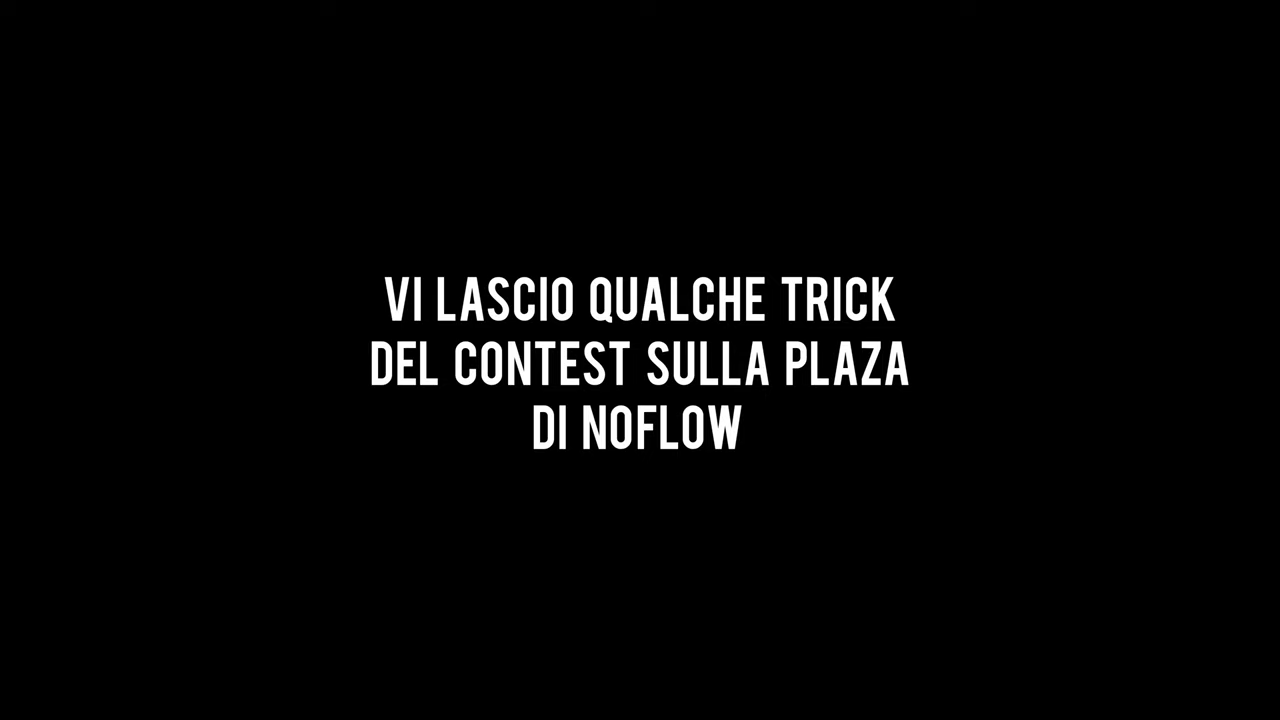 VI LASCIO QUALCHE TRICK
DEL CONTEST SULLA PLAZA
DI NOFLOW